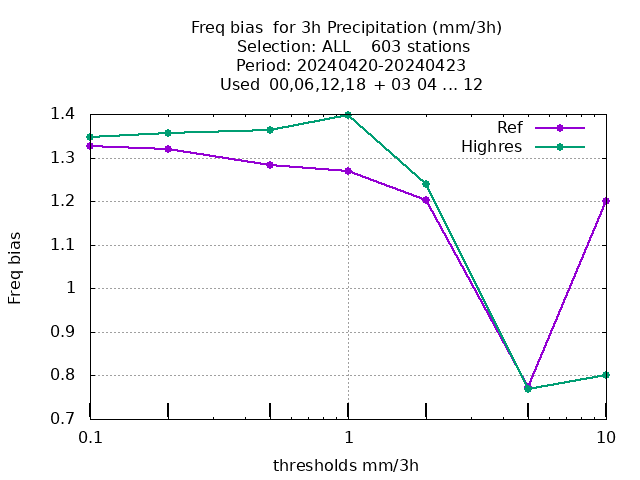 Freq bias  for 3h Precipitation (mm/3h)
Selection: ALL    603 stations
Period: 20240420-20240423
Used  00,06,12,18  + 03 04 ... 12
1.4
1.3
1.2
1.1
1
0.9
0.8
0.7
Freq bias
Ref
Highres
0.1
1
10
thresholds mm/3h